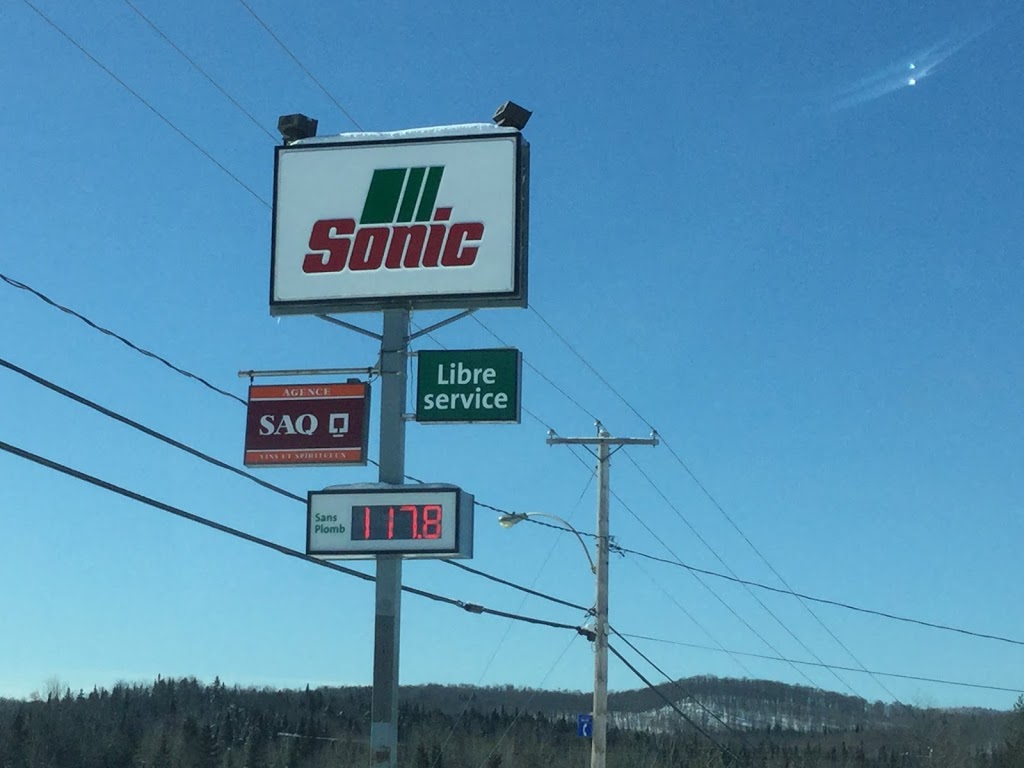 Sonic
Libre
service
AGENCE
SAQ
VINS ET SPIRITUEUX
Sans
Plomb
117.8